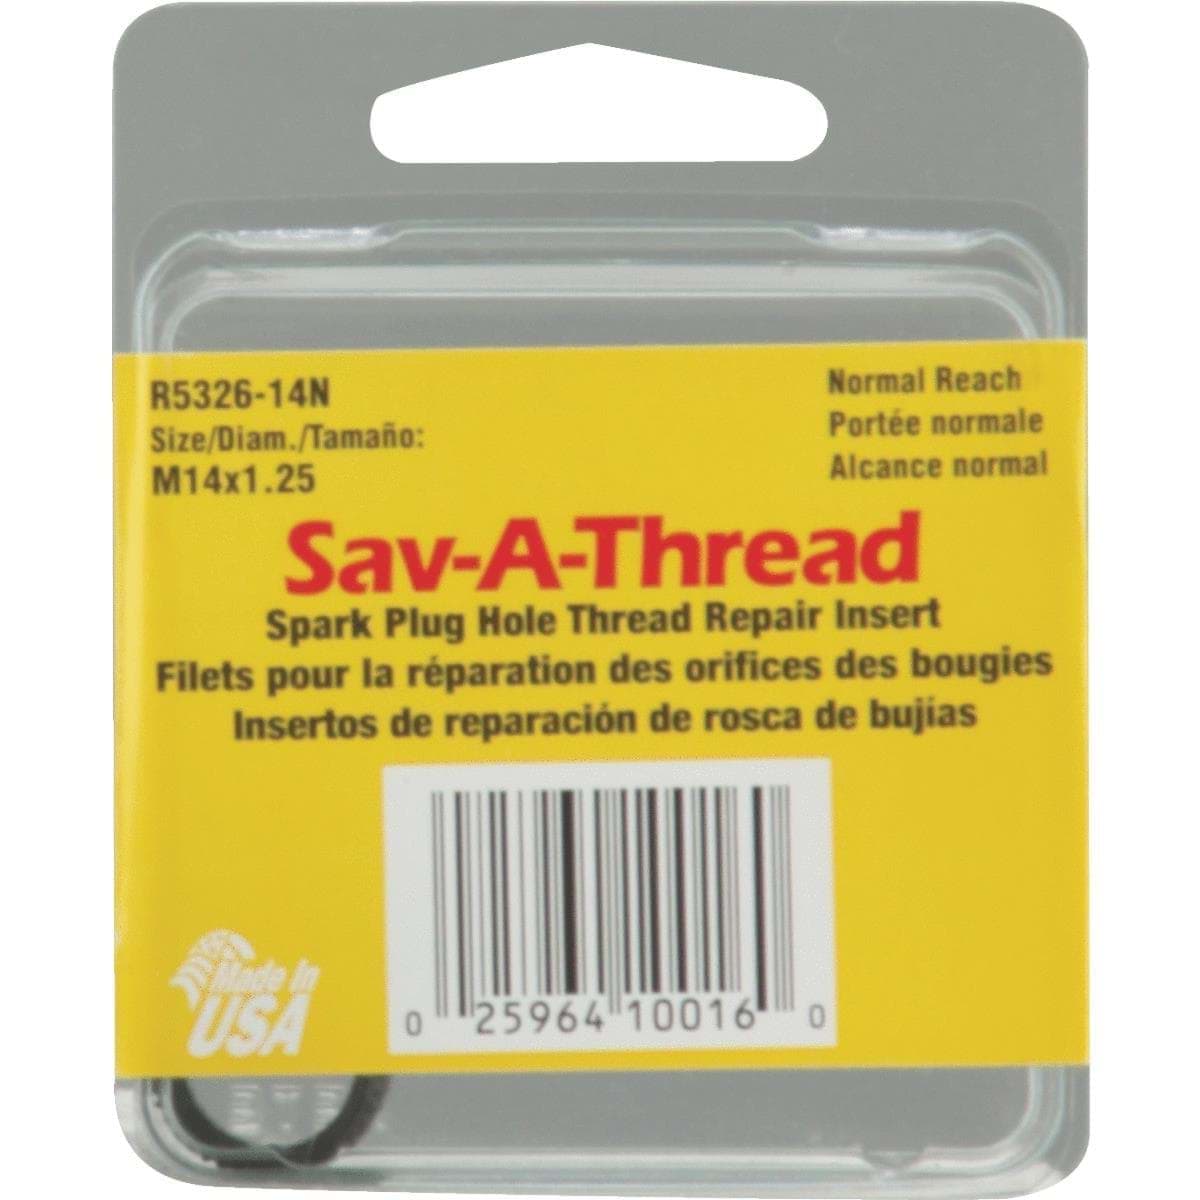 R5326-14N
Size/Diam./Tamaño:
M14x1.25
Normal Reach
Portée normale
Alcance normal
Sav-A-Thread
Spark Plug Hole Thread Repair Insert
Filets pour la réparation des orifices des bougies
Insertos de reparación de rosca de bujías
0 25964 10016 0
Made in
USA